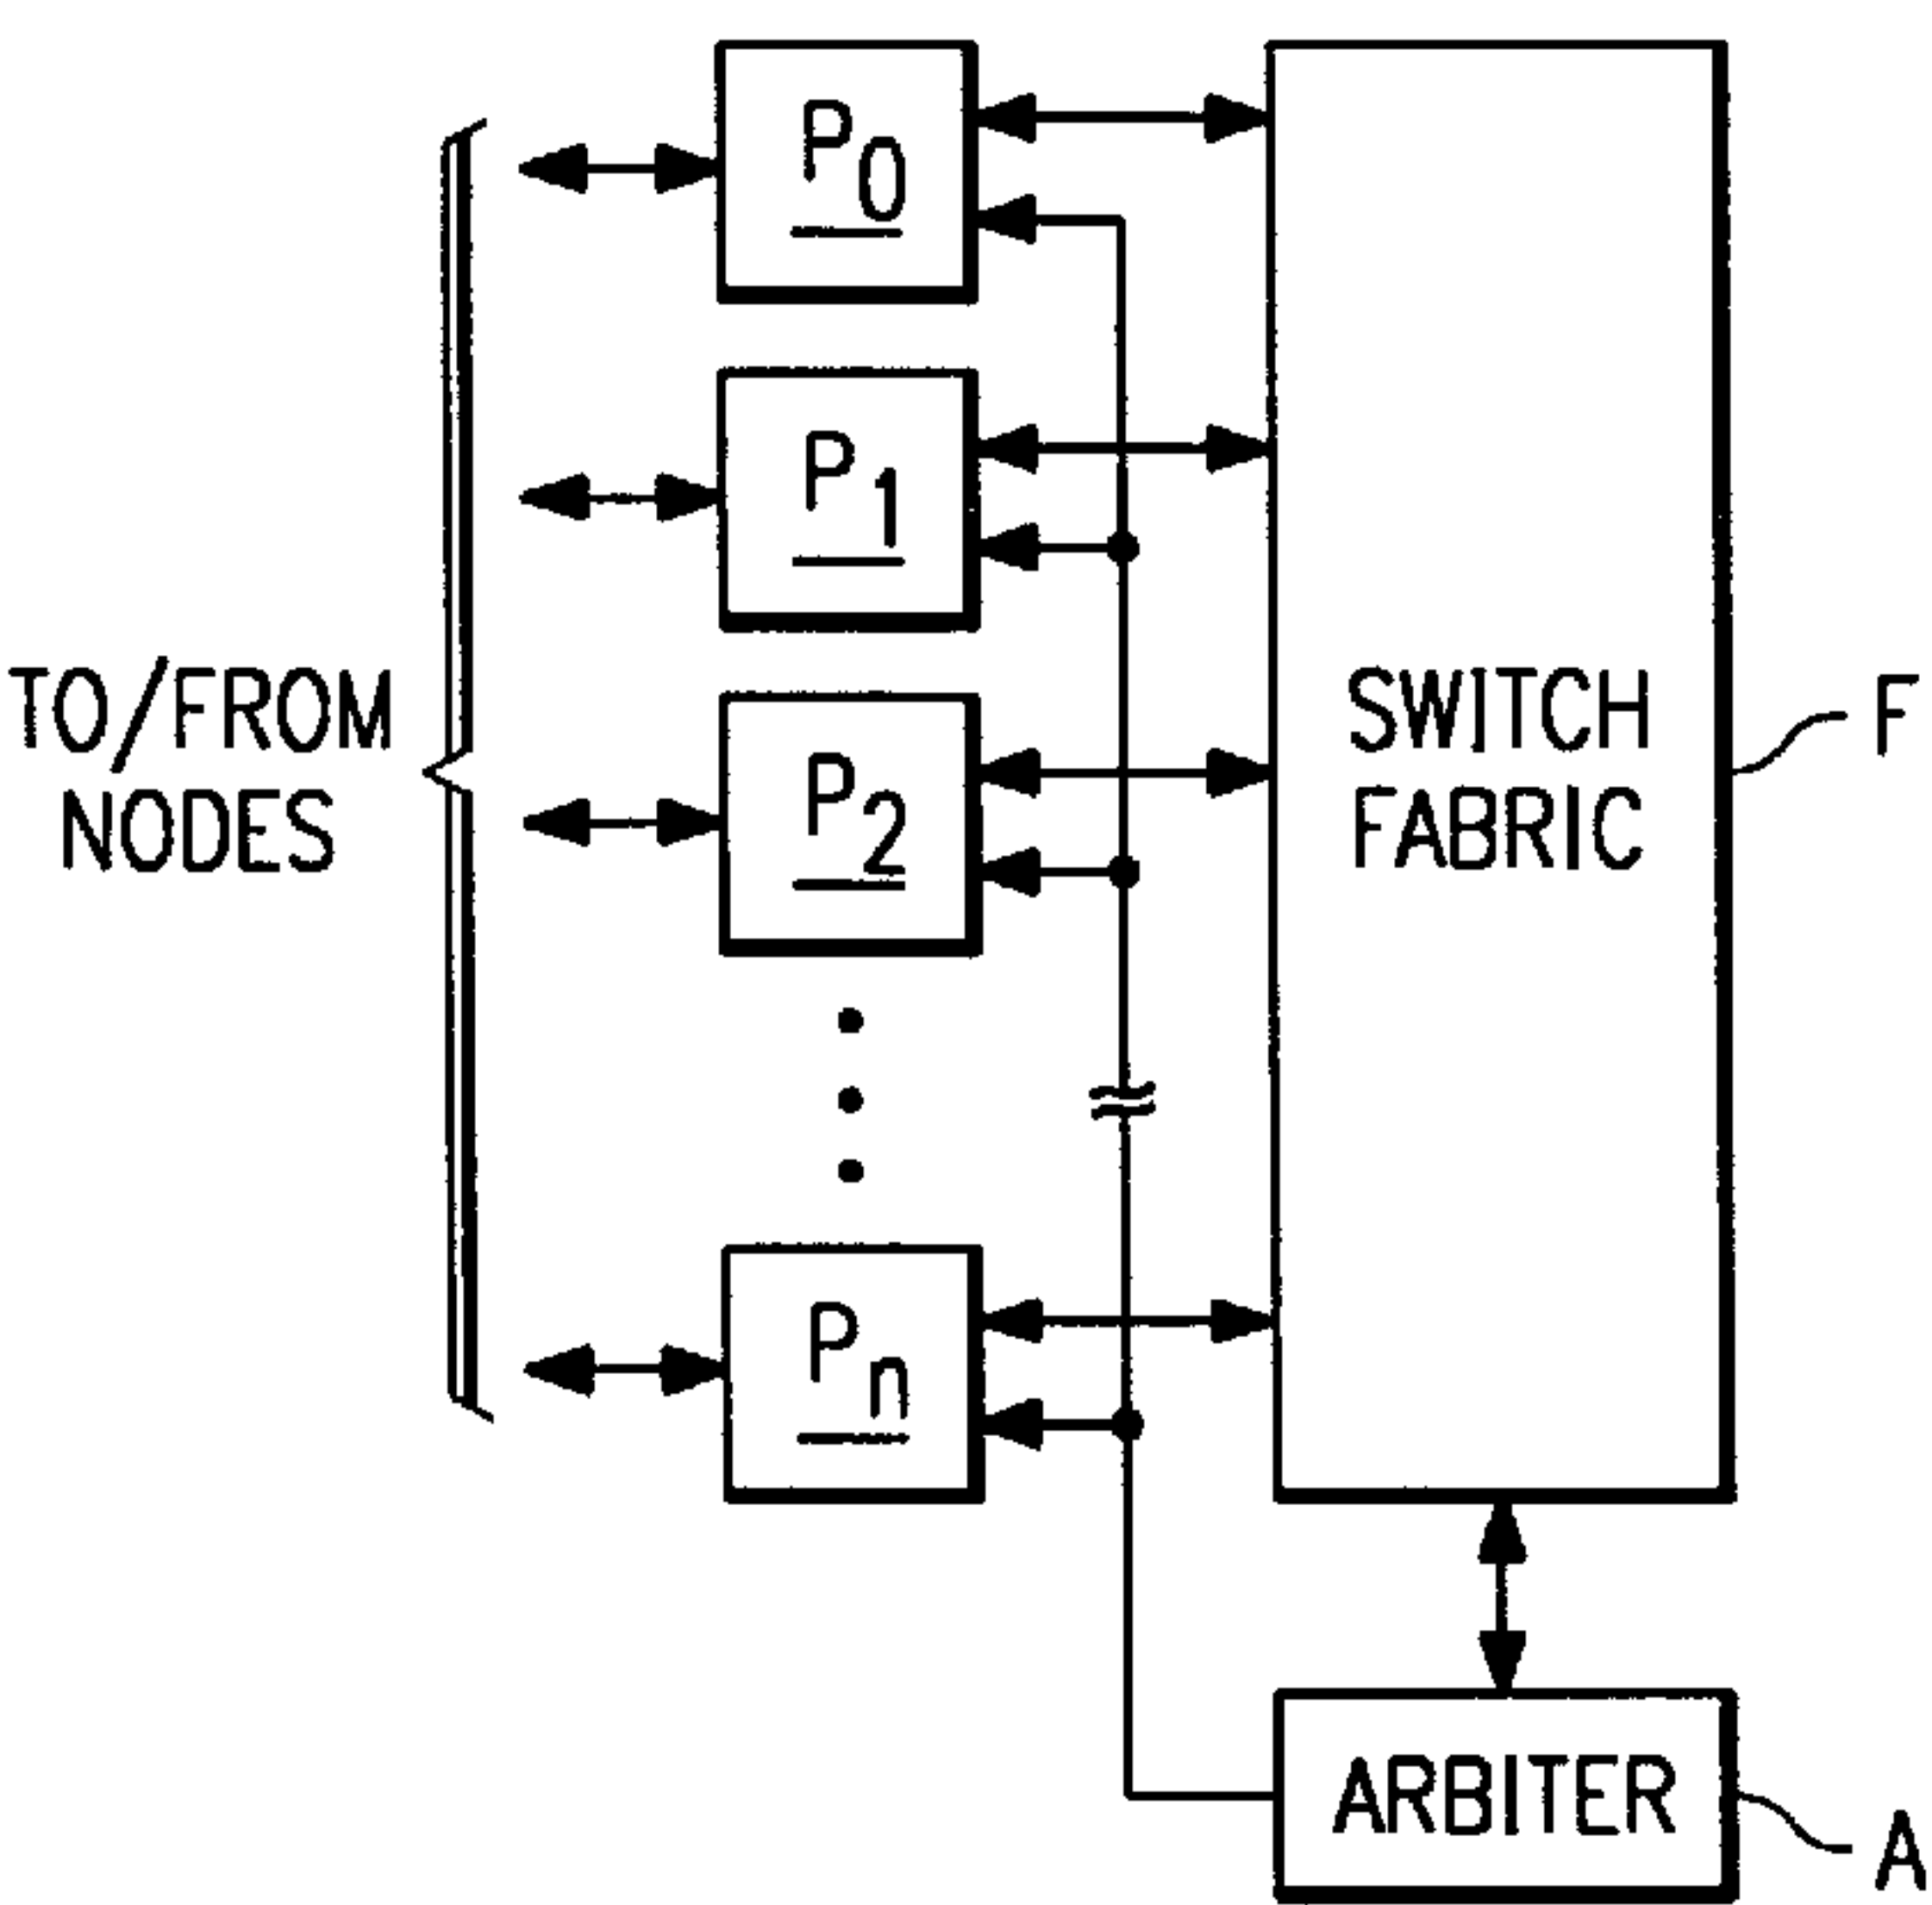 P0
P1
TO/FROM
NODES
P2
SWITCH
FABRIC
F
Pn
ARBITER
A